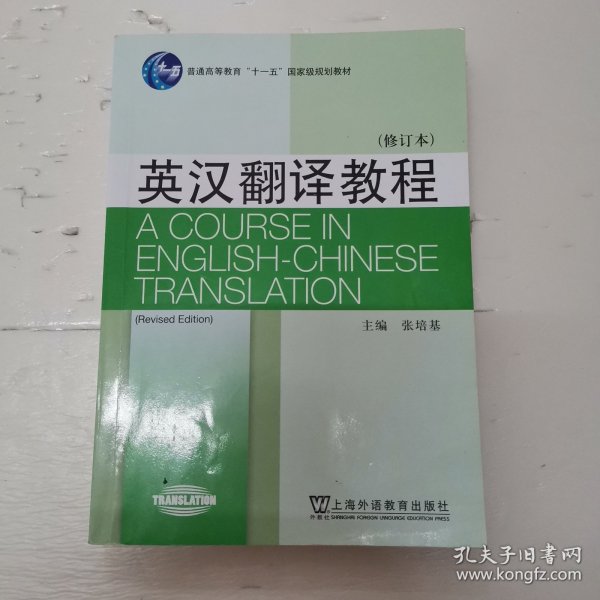 十一五
普通高等教育“十一五”国家级规划教材
(修订本)
英汉翻译教程
A COURSE IN
ENGLISH-CHINESE
TRANSLATION
(Revised Edition)
主编 张培基
TRANSLATION
W 上海外语教育出版社
外教社 SHANGHAI FOREIGN LANGUAGE EDUCATION PRESS
孔夫子旧书网
www.kongfz.com